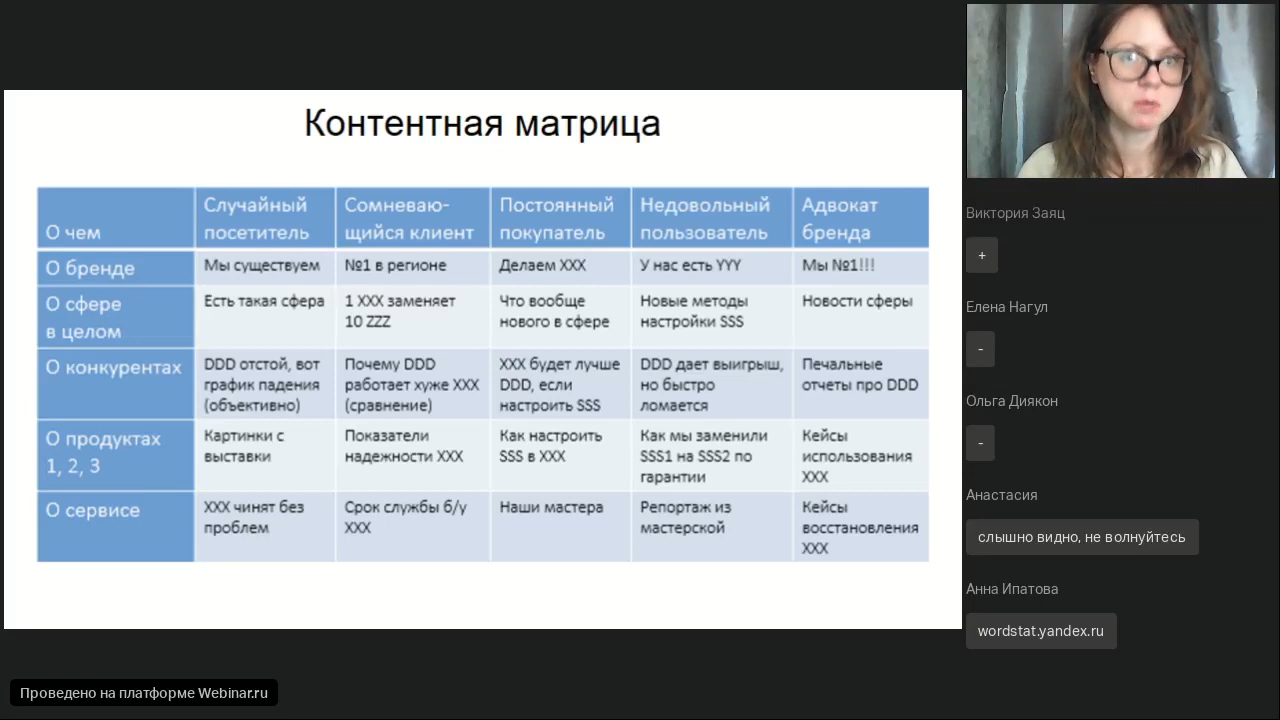 Контентная матрица
О чем
Случайный
посетитель
Сомневаю-
щийся клиент
Постоянный
покупатель
Недовольный
пользователь
Адвокат
бренда
О бренде
Мы существуем
№1 в регионе
Делаем XXX
У нас есть YYY
Мы №1!!!
О сфере
в целом
Есть такая сфера
1 XXX заменяет
10 ZZZ
Что вообще
нового в сфере
Новые методы
настройки SSS
Новости сферы
О конкурентах
DDD отстой, вот
график падения
(объективно)
Почему DDD
работает хуже XXX
(сравнение)
XXX будет лучше
DDD, если
настроить SSS
DDD дает выигрыш,
но быстро
ломается
Печальные
отчеты про DDD
О продуктах
1, 2, 3
Картинки с
выставки
Показатели
надежности XXX
Как настроить
SSS в XXX
Как мы заменили
SSS1 на SSS2 по
гарантии
Кейсы
использования
XXX
О сервисе
XXX чинят без
проблем
Срок службы б/у
XXX
Наши мастера
Репортаж из
мастерской
Кейсы
восстановления
XXX
Виктория Заяц
+
Елена Нагул
-
Ольга Диякон
-
Анастасия
слышно видно, не волнуйтесь
Анна Ипатова
wordstat.yandex.ru
Проведено на платформе Webinar.ru